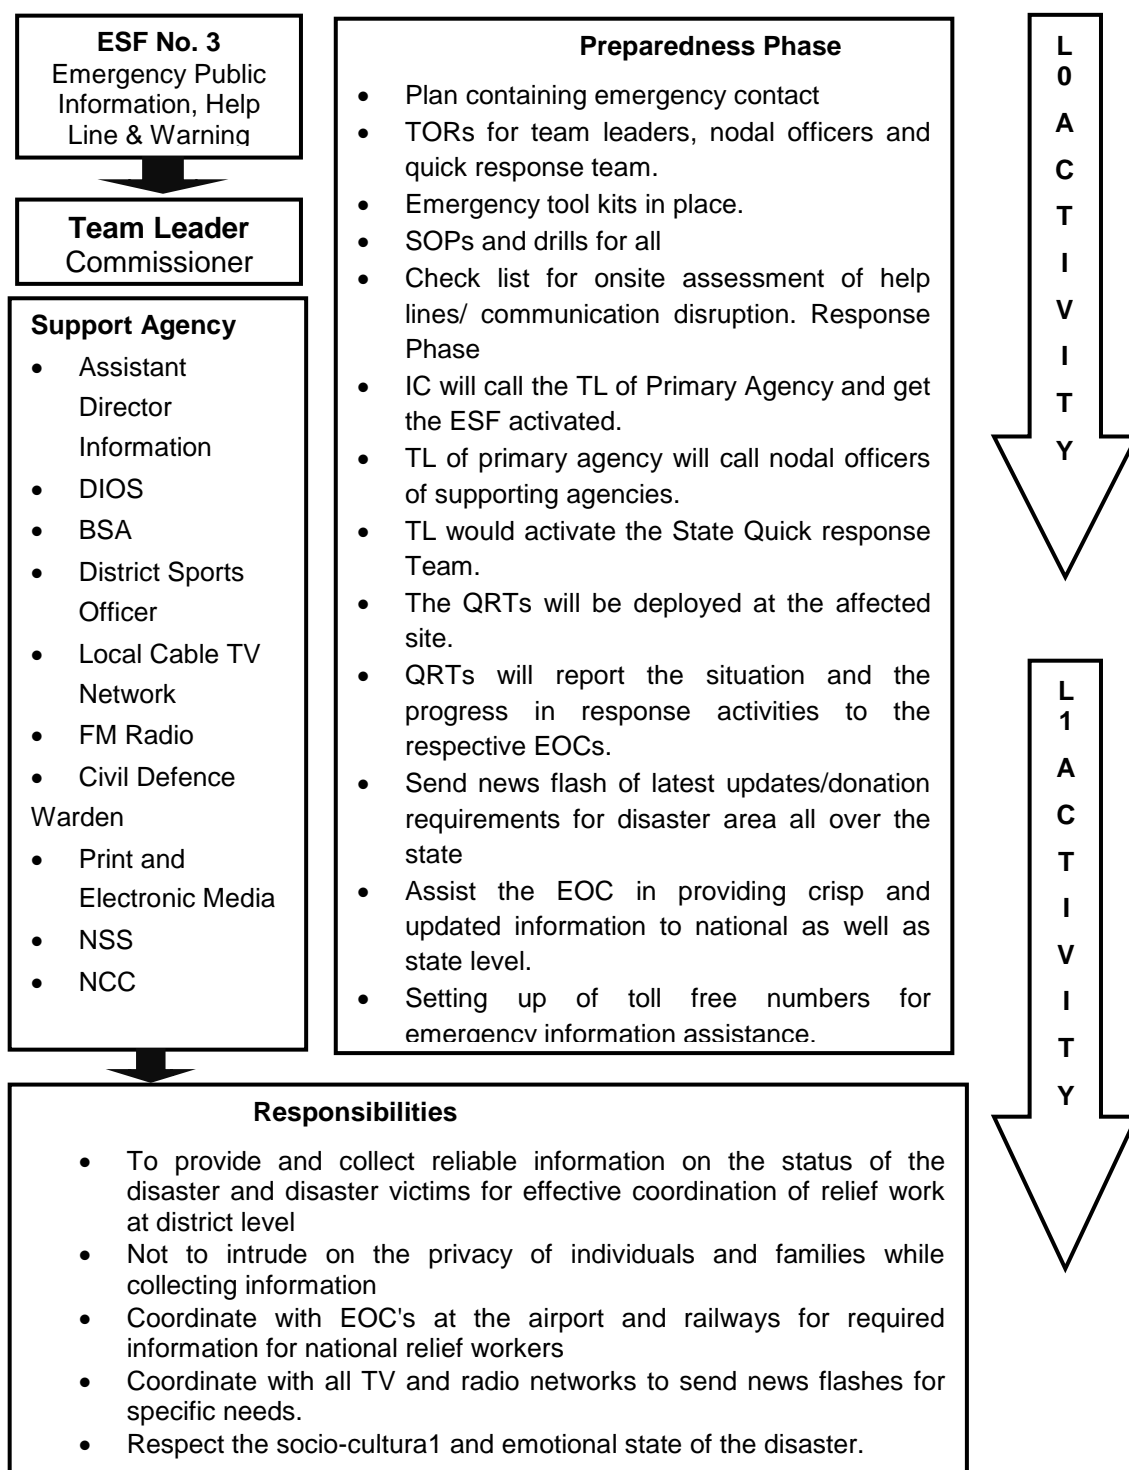 ESF No. 3
Emergency Public
Information, Help
Line & Warning
Team Leader
Commissioner
Support Agency
• Assistant
Director
Information
• DIOS
• BSA
• District Sports
Officer
• Local Cable TV
Network
• FM Radio
• Civil Defence
Warden
• Print and
Electronic Media
• NSS
• NCC
Preparedness Phase
• Plan containing emergency contact
• TORs for team leaders, nodal officers and
quick response team.
• Emergency tool kits in place.
• SOPs and drills for all
• Check list for onsite assessment of help
lines/ communication disruption. Response
Phase
• IC will call the TL of Primary Agency and get
the ESF activated.
• TL of primary agency will call nodal officers
of supporting agencies.
• TL would activate the State Quick response
Team.
• The QRTs will be deployed at the affected
site.
• QRTs will report the situation and the
progress in response activities to the
respective EOCs.
• Send news flash of latest updates/donation
requirements for disaster area all over the
state
• Assist the EOC in providing crisp and
updated information to national as well as
state level.
• Setting up of toll free numbers for
emergency information assistance.
L
0
A
C
T
I
V
I
T
Y
L
1
A
C
T
I
V
I
T
Y
Responsibilities
• To provide and collect reliable information on the status of the
disaster and disaster victims for effective coordination of relief work
at district level
• Not to intrude on the privacy of individuals and families while
collecting information
• Coordinate with EOC's at the airport and railways for required
information for national relief workers
• Coordinate with all TV and radio networks to send news flashes for
specific needs.
• Respect the socio-cultura1 and emotional state of the disaster.